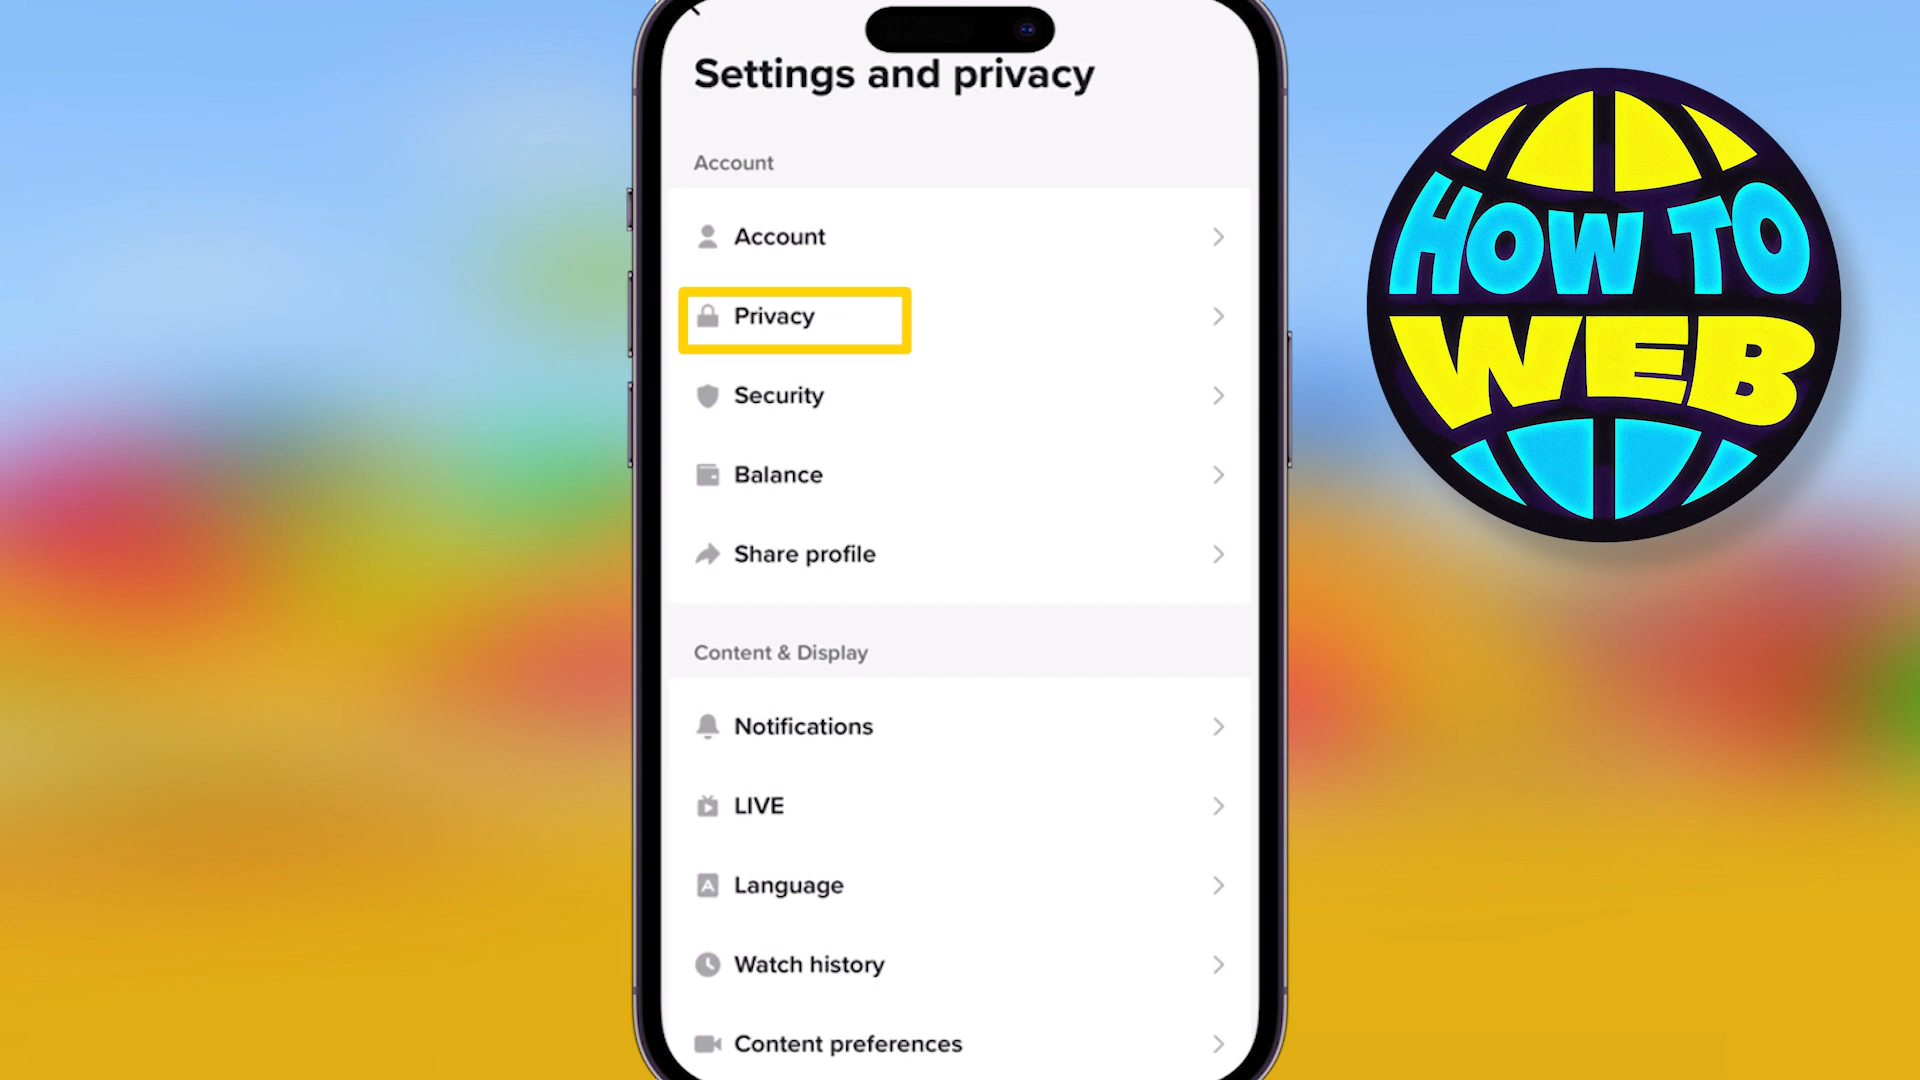 Settings and privacy
Account
Account
Privacy
Security
Balance
Share profile
Content & Display
Notifications
LIVE
A Language
Watch history
Content preferences
HOW TO
WEB